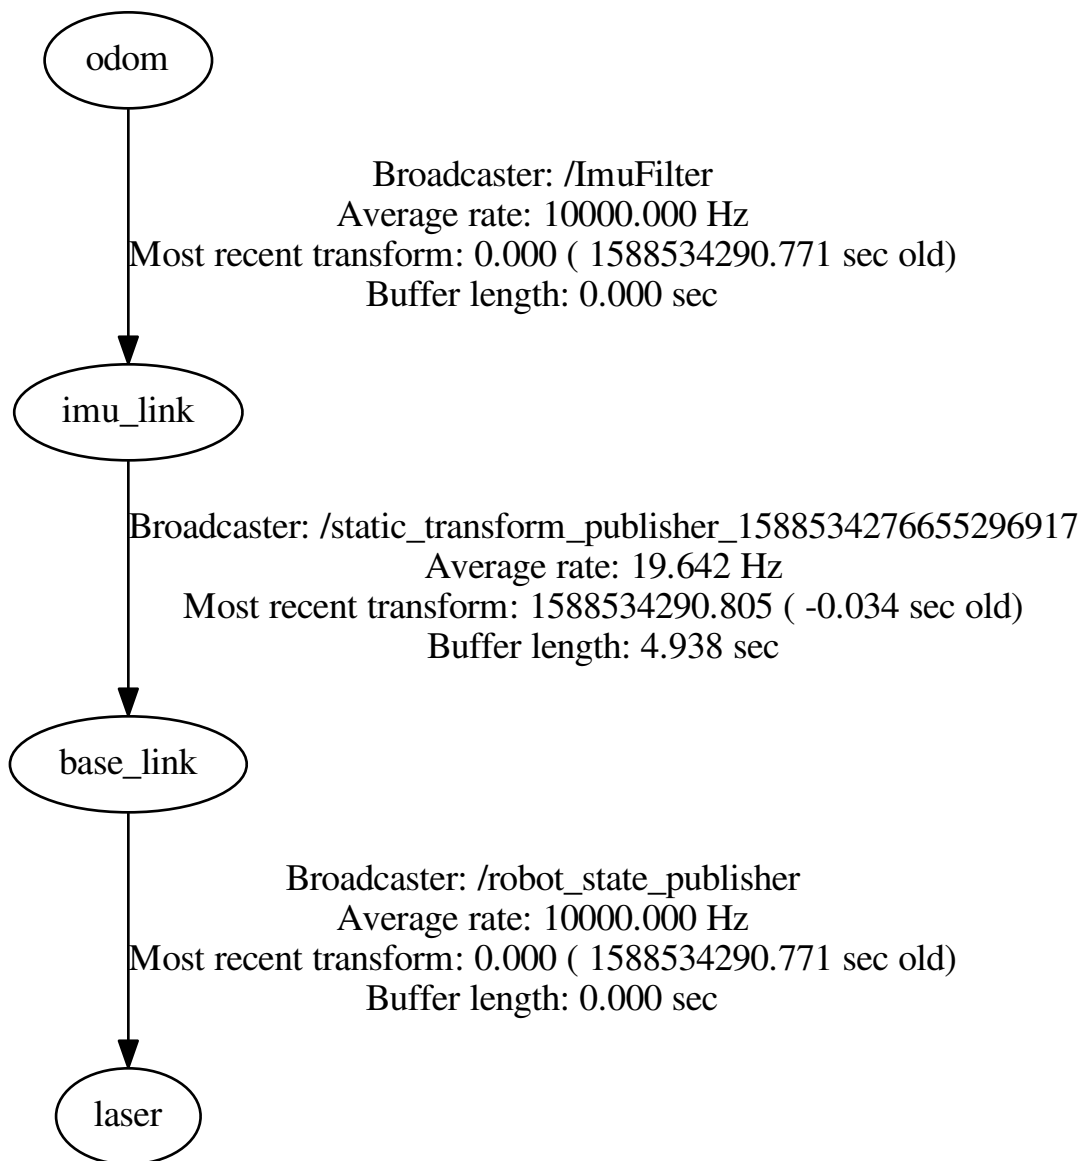 odom
Broadcaster: /ImuFilter
Average rate: 10000.000 Hz
Most recent transform: 0.000 ( 1588534290.771 sec old)
Buffer length: 0.000 sec
imu_link
Broadcaster: /static_transform_publisher_1588534276655296917
Average rate: 19.642 Hz
Most recent transform: 1588534290.805 ( -0.034 sec old)
Buffer length: 4.938 sec
base_link
Broadcaster: /robot_state_publisher
Average rate: 10000.000 Hz
Most recent transform: 0.000 ( 1588534290.771 sec old)
Buffer length: 0.000 sec
laser